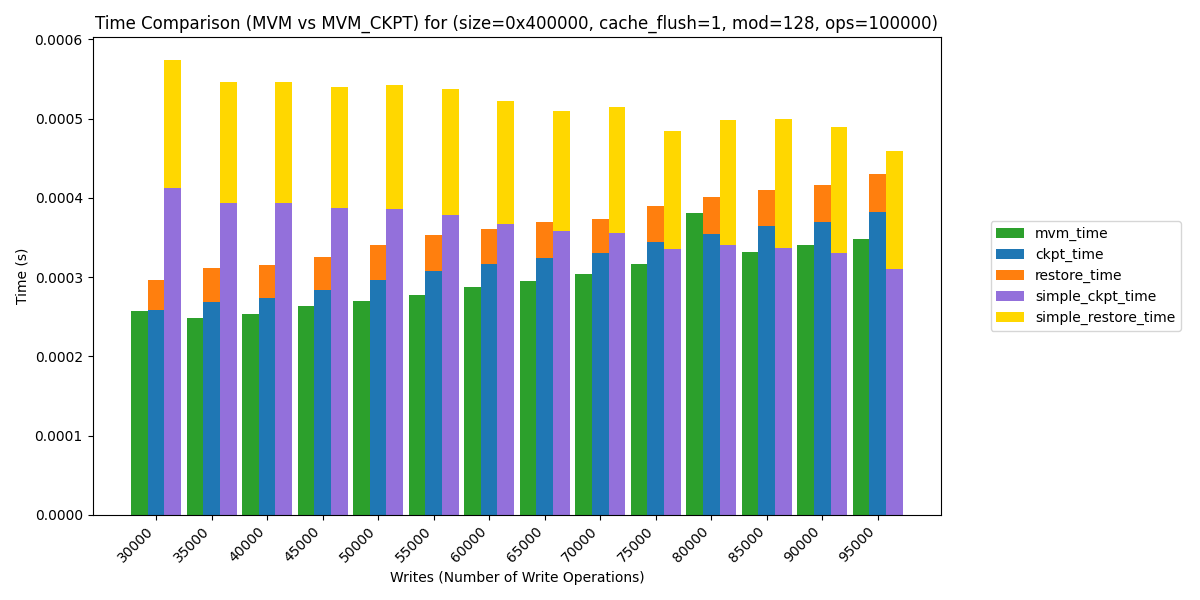 Time Comparison (MVM vs MVM_CKPT) for (size=0x400000, cache_flush=1, mod=128, ops=100000)
0.0006
0.0005
0.0004
0.0003
0.0002
0.0001
0.0000
Time (s)
30000
35000
40000
45000
50000
55000
60000
65000
70000
75000
80000
85000
90000
95000
Writes (Number of Write Operations)
mvm_time
ckpt_time
restore_time
simple_ckpt_time
simple_restore_time